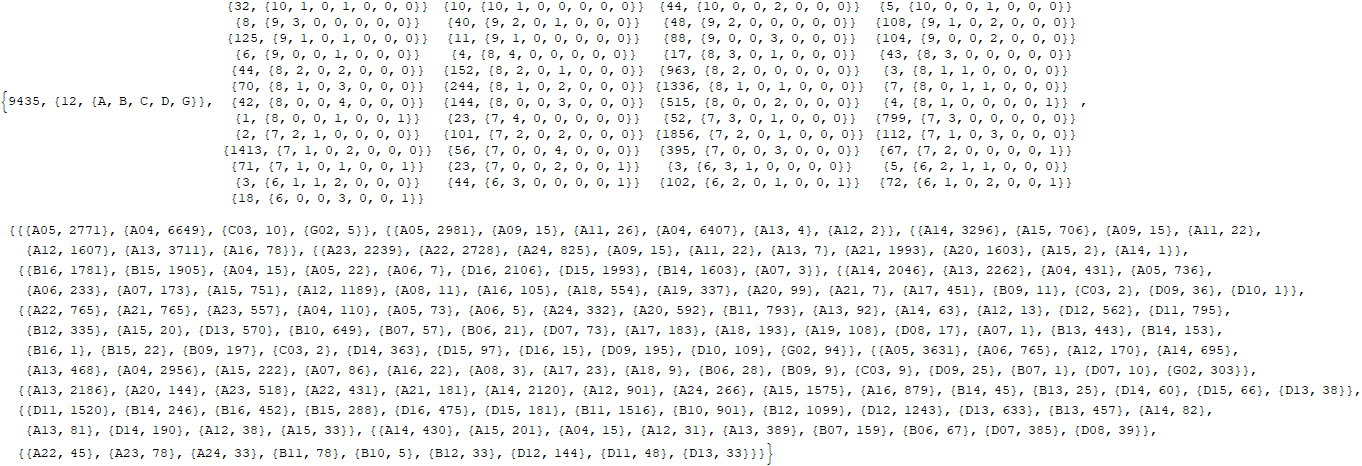 {32, {10, 1, 0, 1, 0, 0, 0}} {10, {10, 1, 0, 0, 0, 0, 0}} {44, {10, 0, 0, 2, 0, 0, 0}} {5, {10, 0, 0, 1, 0, 0, 0}}
{8, {9, 3, 0, 0, 0, 0, 0}} {40, {9, 2, 0, 1, 0, 0, 0}} {48, {9, 2, 0, 0, 0, 0, 0}} {108, {9, 1, 0, 2, 0, 0, 0}}
{125, {9, 1, 0, 1, 0, 0, 0}} {11, {9, 1, 0, 0, 0, 0, 0}} {88, {9, 0, 0, 3, 0, 0, 0}} {104, {9, 0, 0, 2, 0, 0, 0}}
{6, {9, 0, 0, 1, 0, 0, 0}} {4, {8, 4, 0, 0, 0, 0, 0}} {17, {8, 3, 0, 1, 0, 0, 0}} {43, {8, 3, 0, 0, 0, 0, 0}}
{44, {8, 2, 0, 2, 0, 0, 0}} {152, {8, 2, 0, 1, 0, 0, 0}} {963, {8, 2, 0, 0, 0, 0, 0}} {3, {8, 1, 1, 0, 0, 0, 0}}
{70, {8, 1, 0, 3, 0, 0, 0}} {244, {8, 1, 0, 2, 0, 0, 0}} {1336, {8, 1, 0, 1, 0, 0, 0}} {7, {8, 0, 1, 1, 0, 0, 0}}
{9435, {12, {A, B, C, D, G}}, {42, {8, 0, 0, 4, 0, 0, 0}} {144, {8, 0, 0, 3, 0, 0, 0}} {515, {8, 0, 0, 2, 0, 0, 0}} {4, {8, 1, 0, 0, 0, 0, 1}} ,
{1, {8, 0, 0, 1, 0, 0, 1}} {23, {7, 4, 0, 0, 0, 0, 0}} {52, {7, 3, 0, 1, 0, 0, 0}} {799, {7, 3, 0, 0, 0, 0, 0}}
{2, {7, 2, 1, 0, 0, 0, 0}} {101, {7, 2, 0, 2, 0, 0, 0}} {1856, {7, 2, 0, 1, 0, 0, 0}} {112, {7, 1, 0, 3, 0, 0, 0}}
{1413, {7, 1, 0, 2, 0, 0, 0}} {56, {7, 0, 0, 4, 0, 0, 0}} {395, {7, 0, 0, 3, 0, 0, 0}} {67, {7, 2, 0, 0, 0, 0, 1}}
{71, {7, 1, 0, 1, 0, 0, 1}} {23, {7, 0, 0, 2, 0, 0, 1}} {3, {6, 3, 1, 0, 0, 0, 0}} {5, {6, 2, 1, 1, 0, 0, 0}}
{3, {6, 1, 1, 2, 0, 0, 0}} {44, {6, 3, 0, 0, 0, 0, 1}} {102, {6, 2, 0, 1, 0, 0, 1}} {72, {6, 1, 0, 2, 0, 0, 1}}
{18, {6, 0, 0, 3, 0, 0, 1}}
{{{{A05, 2771}, {A04, 6649}, {C03, 10}, {G02, 5}}, {{A05, 2981}, {A09, 15}, {A11, 26}, {A04, 6407}, {A13, 4}, {A12, 2}}, {{A14, 3296}, {A15, 706}, {A09, 15}, {A11, 22},
{A12, 1607}, {A13, 3711}, {A16, 78}}, {{A23, 2239}, {A22, 2728}, {A24, 825}, {A09, 15}, {A11, 22}, {A13, 7}, {A21, 1993}, {A20, 1603}, {A15, 2}, {A14, 1}},
{{B16, 1781}, {B15, 1905}, {A04, 15}, {A05, 22}, {A06, 7}, {D16, 2106}, {D15, 1993}, {B14, 1603}, {A07, 3}}, {{A14, 2046}, {A13, 2262}, {A04, 431}, {A05, 736},
{A06, 233}, {A07, 173}, {A15, 751}, {A12, 1189}, {A08, 11}, {A16, 105}, {A18, 554}, {A19, 337}, {A20, 99}, {A21, 7}, {A17, 451}, {B09, 11}, {C03, 2}, {D09, 36}, {D10, 1}},
{{A22, 765}, {A21, 765}, {A23, 557}, {A04, 110}, {A05, 73}, {A06, 5}, {A24, 332}, {A20, 592}, {B11, 793}, {A13, 92}, {A14, 63}, {A12, 13}, {D12, 562}, {D11, 795},
{B12, 335}, {A15, 20}, {D13, 570}, {B10, 649}, {B07, 57}, {B06, 21}, {D07, 73}, {A17, 183}, {A18, 193}, {A19, 108}, {D08, 17}, {A07, 1}, {B13, 443}, {B14, 153},
{B16, 1}, {B15, 22}, {B09, 197}, {C03, 2}, {D14, 363}, {D15, 97}, {D16, 15}, {D09, 195}, {D10, 109}, {G02, 94}}, {{A05, 3631}, {A06, 765}, {A12, 170}, {A14, 695},
{A13, 468}, {A04, 2956}, {A15, 222}, {A07, 86}, {A16, 22}, {A08, 3}, {A17, 23}, {A18, 9}, {B06, 28}, {B09, 9}, {C03, 9}, {D09, 25}, {B07, 1}, {D07, 10}, {G02, 303}},
{{A13, 2186}, {A20, 144}, {A23, 518}, {A22, 431}, {A21, 181}, {A14, 2120}, {A12, 901}, {A24, 266}, {A15, 1575}, {A16, 879}, {B14, 45}, {B13, 25}, {D14, 60}, {D15, 66}, {D13, 38}},
{{D11, 1520}, {B14, 246}, {B16, 452}, {B15, 288}, {D16, 475}, {D15, 181}, {B11, 1516}, {B10, 901}, {B12, 1099}, {D12, 1243}, {D13, 633}, {B13, 457}, {A14, 82},
{A13, 81}, {D14, 190}, {A12, 38}, {A15, 33}}, {{A14, 430}, {A15, 201}, {A04, 15}, {A12, 31}, {A13, 389}, {B07, 159}, {B06, 67}, {D07, 385}, {D08, 39}},
{{A22, 45}, {A23, 78}, {A24, 33}, {B11, 78}, {B10, 5}, {B12, 33}, {D12, 144}, {D11, 48}, {D13, 33}}}}